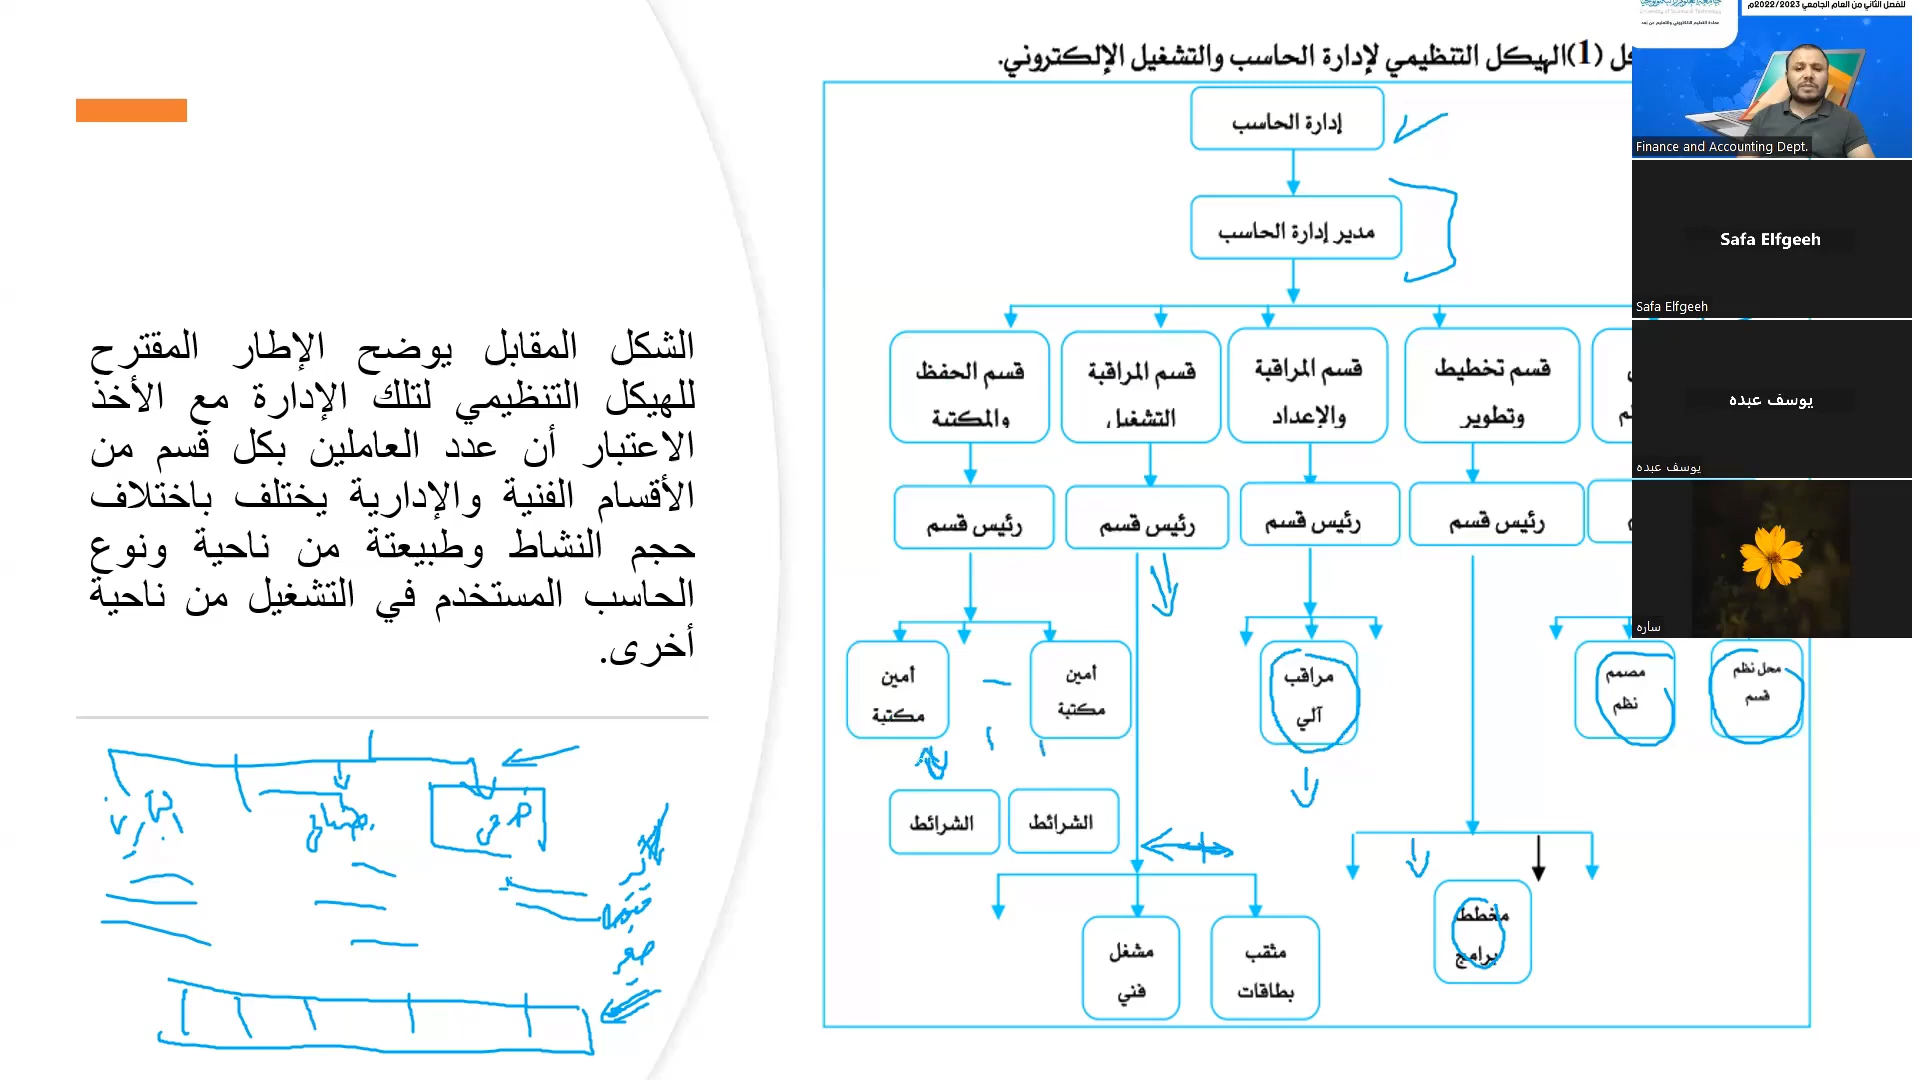 للفصل الثاني من العام الجامعي 2022/2023م
(1)الهيكل التنظيمي لإدارة الحاسب والتشغيل الإلكتروني.
إدارة الحاسب
مدير إدارة الحاسب
قسم تخطيط
وتطوير
قسم المراقبة
والإعداد
قسم المراقبة
التشغيل
قسم الحفظ
والمكتبة
رئيس قسم
رئيس قسم
رئيس قسم
رئيس قسم
محل نظم
قسم
مصمم
نظم
مراقب
آلي
أمين
مكتبة
أمين
مكتبة
الشرائط
الشرائط
مخطط
برامج
مثقب
بطاقات
مشغل
فني
الشكل المقابل يوضح الإطار المقترح
للهيكل التنظيمي لتلك الإدارة مع الأخذ
الاعتبار أن عدد العاملين بكل قسم من
الأقسام الفنية والإدارية يختلف باختلاف
حجم النشاط وطبيعتة من ناحية ونوع
الحاسب المستخدم في التشغيل من ناحية
أخرى.
Finance and Accounting Dept.
Safa Elfgeeh
Safa Elfgeeh
يوسف عبده
يوسف عبده
ساره